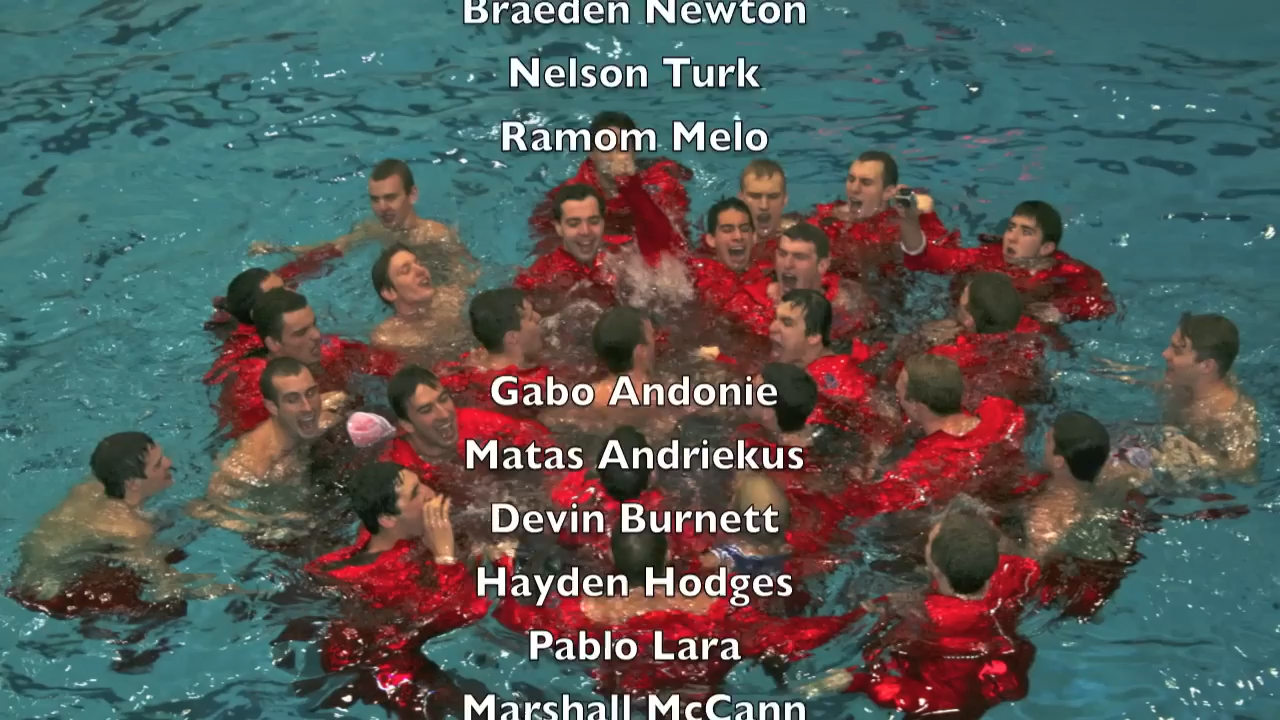 Braeden Newton
Nelson Turk
Ramom Melo
Gabo Andonie
Matas Andriekus
Devin Burnett
Hayden Hodges
Pablo Lara
Marshall McCann